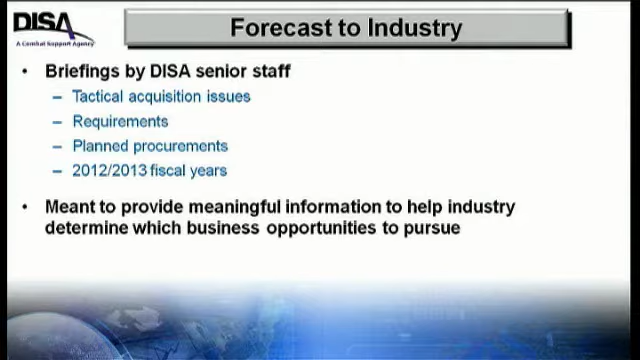 DISA
A Combat Support Agency
Forecast to Industry
• Briefings by DISA senior staff
– Tactical acquisition issues
– Requirements
– Planned procurements
– 2012/2013 fiscal years
• Meant to provide meaningful information to help industry
determine which business opportunities to pursue